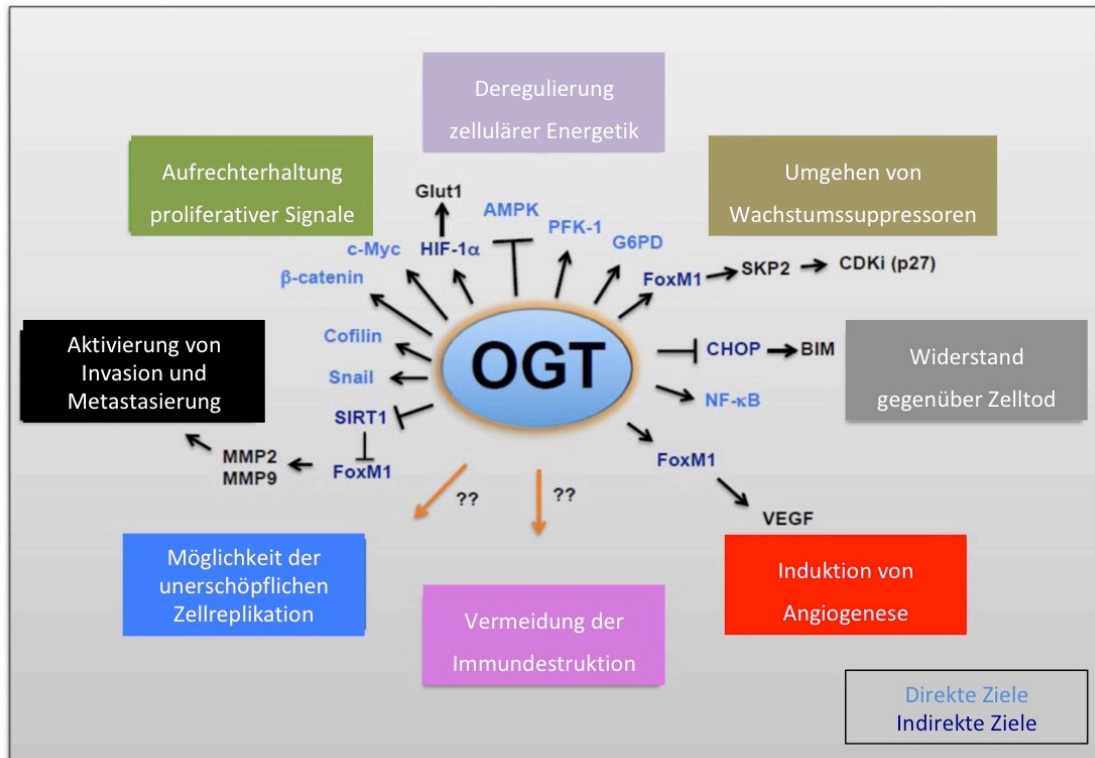 Deregulierung
zellulärer Energetik
Aufrechterhaltung
proliferativer Signale
Umgehen von
Wachstumssuppressoren
Glut1
AMPK
PFK-1
c-Myc
HIF-1α
G6PD
β-catenin
FoxM1
SKP2
CDKi (p27)
Aktivierung von
Invasion und
Metastasierung
Cofilin
Snail
SIRT1
FoxM1
MMP2
MMP9
OGT
CHOP
BIM
NF-κB
Widerstand
gegenüber Zelltod
FoxM1
VEGF
??
??
Möglichkeit der
unerschöpflichen
Zellreplikation
Vermeidung der
Immundestruktion
Induktion von
Angiogenese
Direkte Ziele
Indirekte Ziele